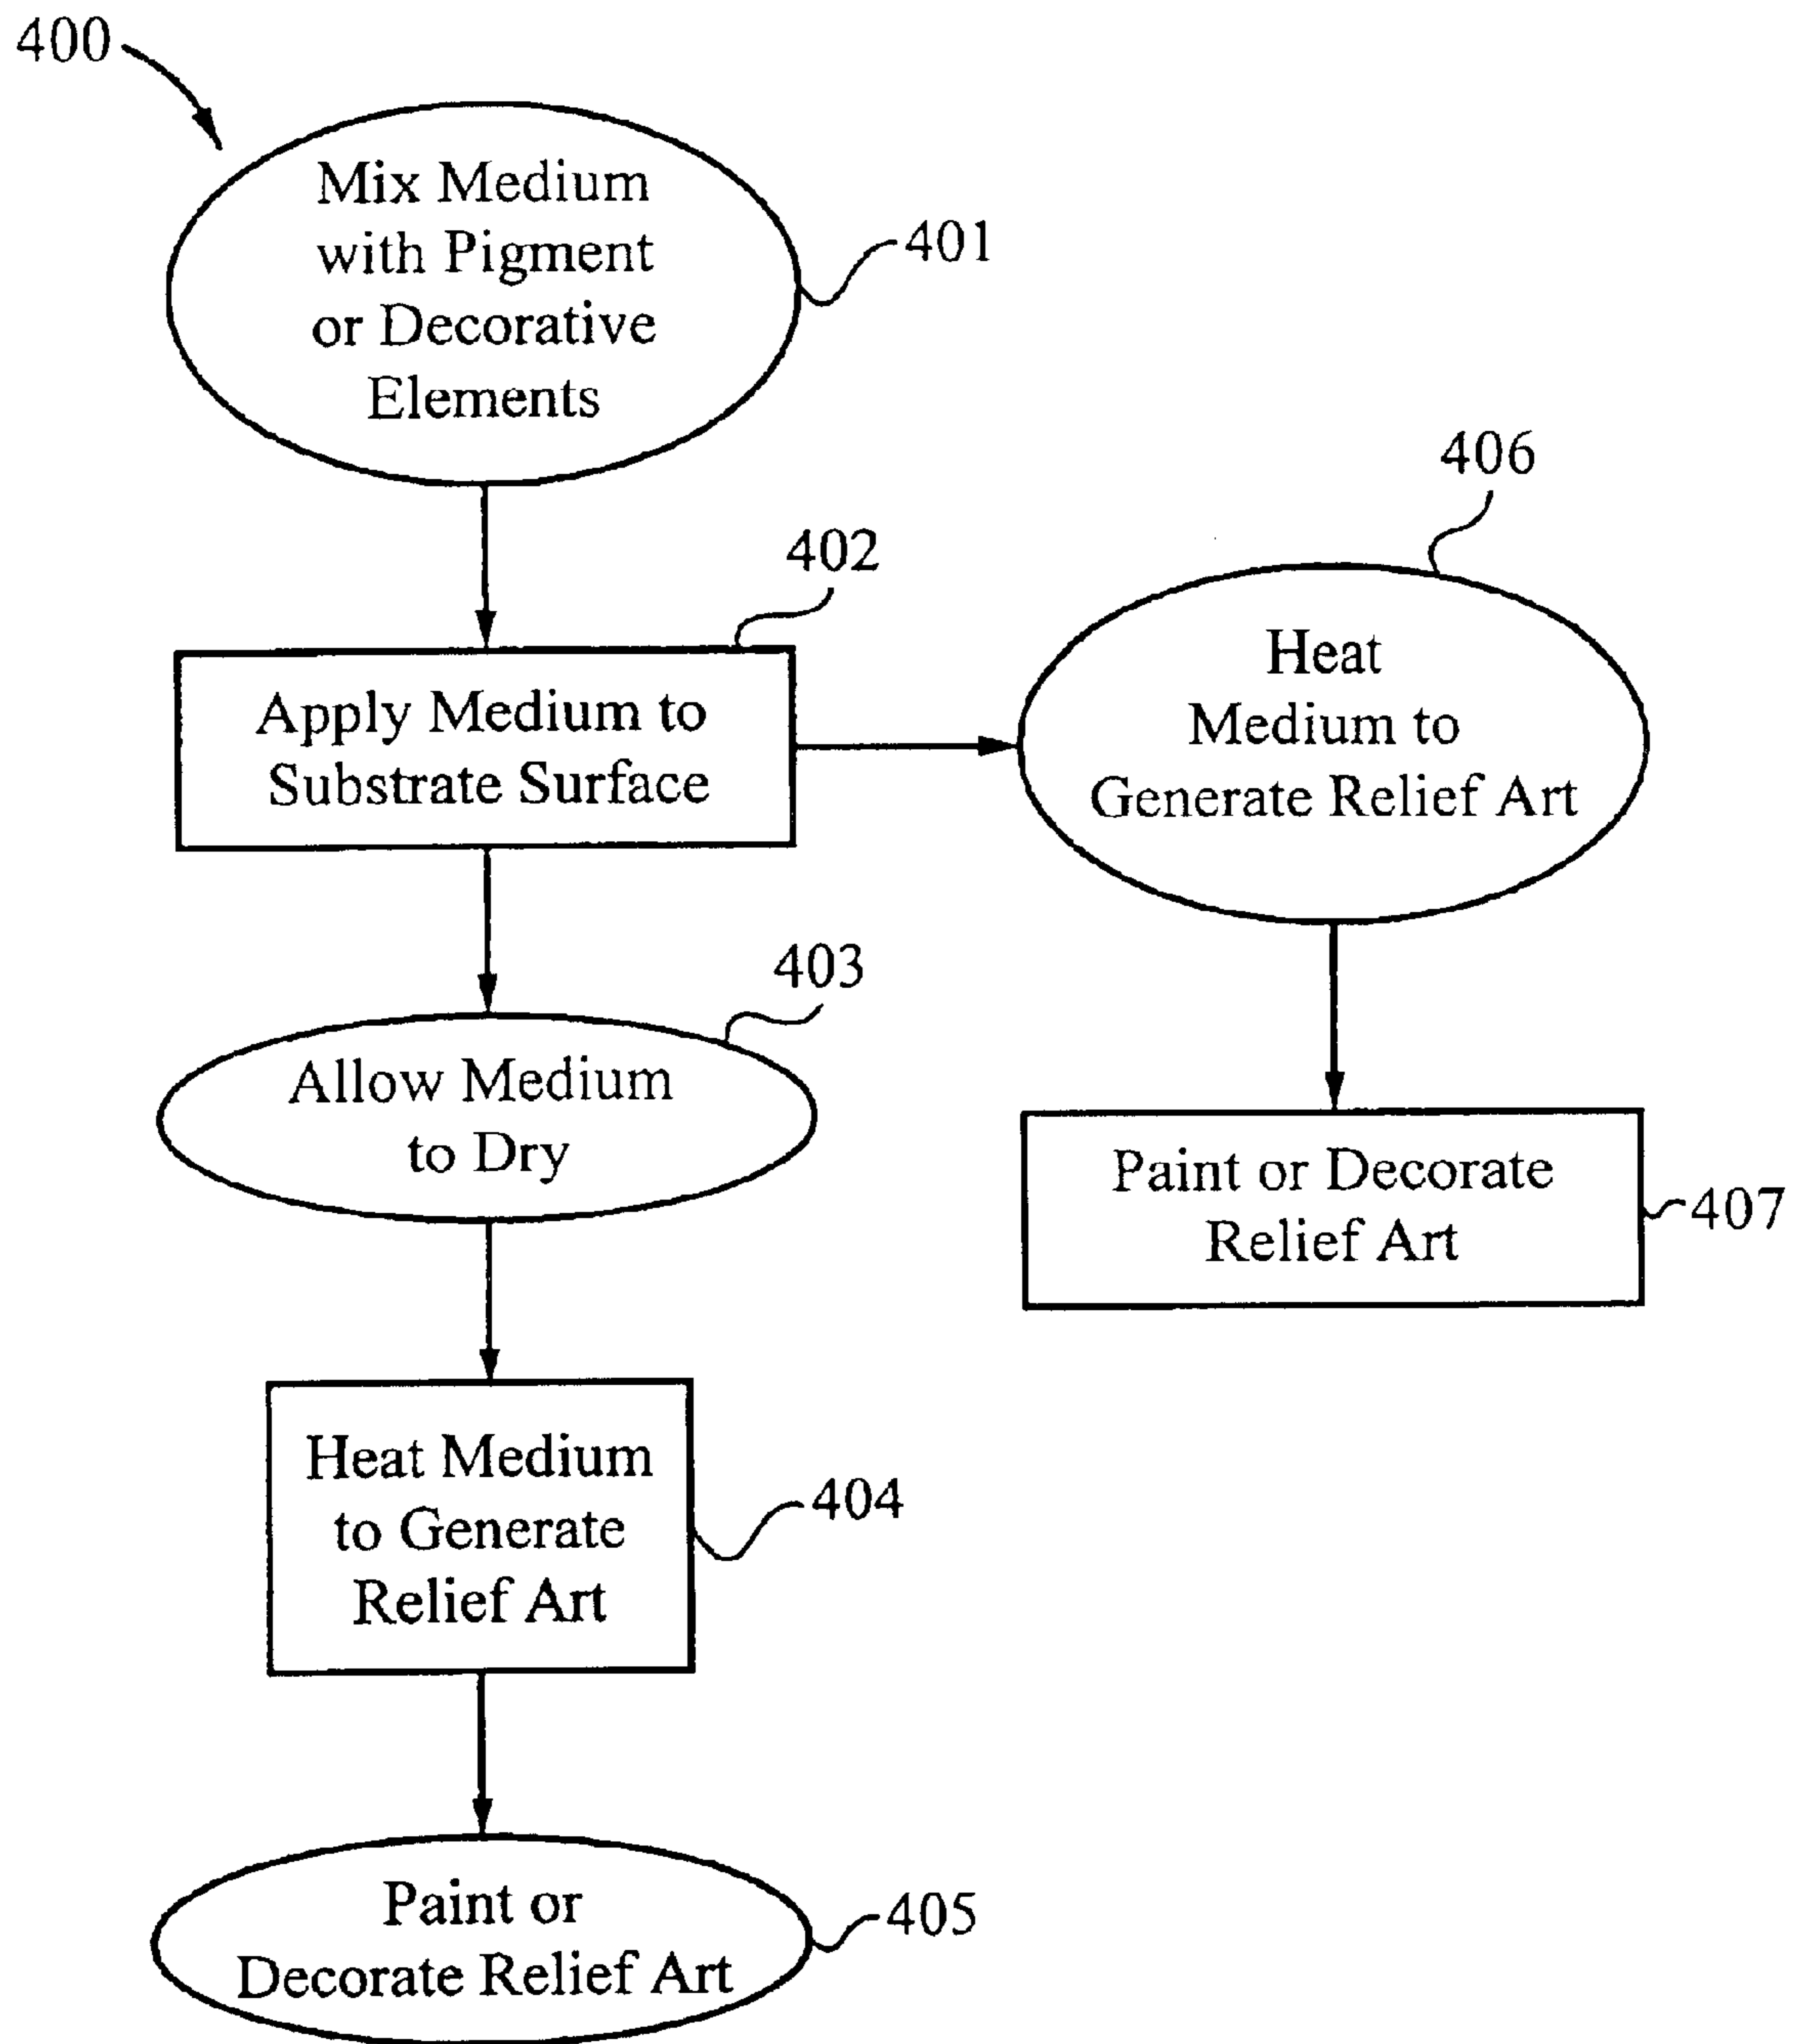 400
Mix Medium
with Pigment
or Decorative
Elements
401
402
Apply Medium to
Substrate Surface
403
Allow Medium
to Dry
Heat Medium
to Generate
Relief Art
404
Paint or
Decorate Relief Art
405
406
Heat
Medium to
Generate Relief Art
Paint or Decorate
Relief Art
407